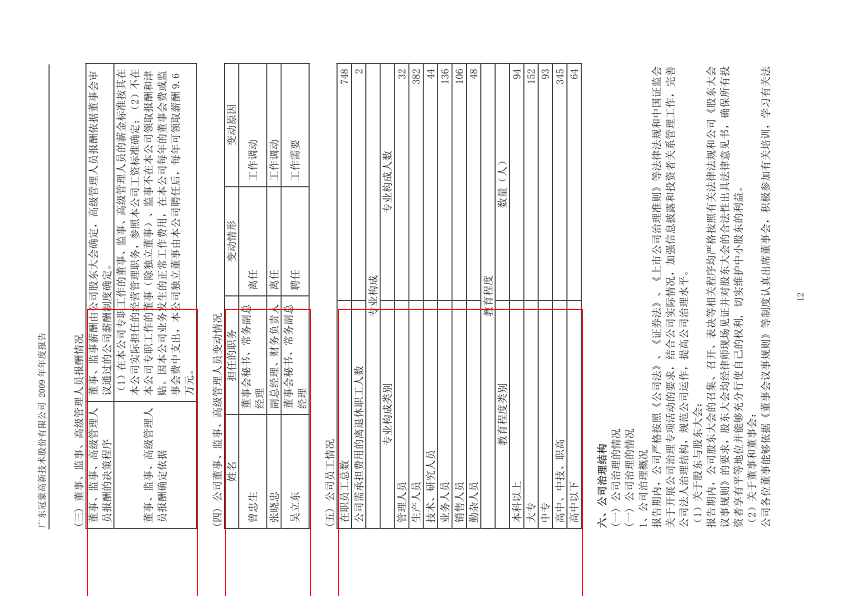 广东冠豪高新技术股份有限公司 2009 年年度报告
（三） 董事、监事、高级管理人员报酬情况
董事、监事、高级管理人员报酬的决策程序 董事、监事薪酬由公司股东大会确定，高级管理人员报酬依据董事会审
议通过的公司薪酬制度确定。
董事、监事、高级管理人员报酬确定依据 （1）在本公司专职工作的董事、监事、高级管理人员的薪金标准按其在
本公司实际担任的经营管理职务，参照本公司工资标准确定；（2）不在
本公司专职工作的董事（除独立董事）、监事不在本公司领取报酬和津
贴。因本公司业务发生的正常工作费用，在本公司每年的董事会费或监
事会费中支出，本公司独立董事由本公司聘任后，每年可领取薪酬 9.6
万元。
（四） 公司董事、监事、高级管理人员变动情况
姓名 担任的职务 变动情形 变动原因
曾忠生 董事会秘书、常务副总经理 离任 工作调动
张晓忠 副总经理、财务负责人 离任 工作调动
吴立东 董事会秘书、常务副总经理 聘任 工作需要
（五） 公司员工情况
在职员工总数 748
公司需承担费用的离退休职工人数 2
专业构成
专业构成类别 专业构成人数
管理人员 32
生产人员 382
技术、研究人员 44
业务人员 136
销售人员 106
勤杂人员 48
教育程度
教育程度类别 数量（人）
本科以上 94
大专 152
中专 93
高中、中技、职高 345
高中以下 64
六、公司治理结构
（一） 公司治理的情况
（一） 公司治理的情况
1、公司治理概况
报告期内，公司严格按照《公司法》、《证券法》、《上市公司治理准则》等法律法规和中国证监会
关于开展公司治理专项活动的要求，结合公司实际情况，加强信息披露和投资者关系管理工作，完善
公司法人治理结构，规范公司运作，提高公司治理水平。
（1）关于股东与股东大会：
报告期内，公司股东大会的召集、召开、表决等相关程序均严格按照有关法律法规和公司《股东大会
议事规则》的要求，股东大会均经律师现场见证并对股东大会的合法性出具法律意见书，确保所有投
资者享有平等地位并能够充分行使自己的权利，切实维护中小股东的利益。
（2）关于董事和董事会：
公司各位董事能够依据《董事会议事规则》等制度认真出席董事会，积极参加有关培训，学习有关法
12